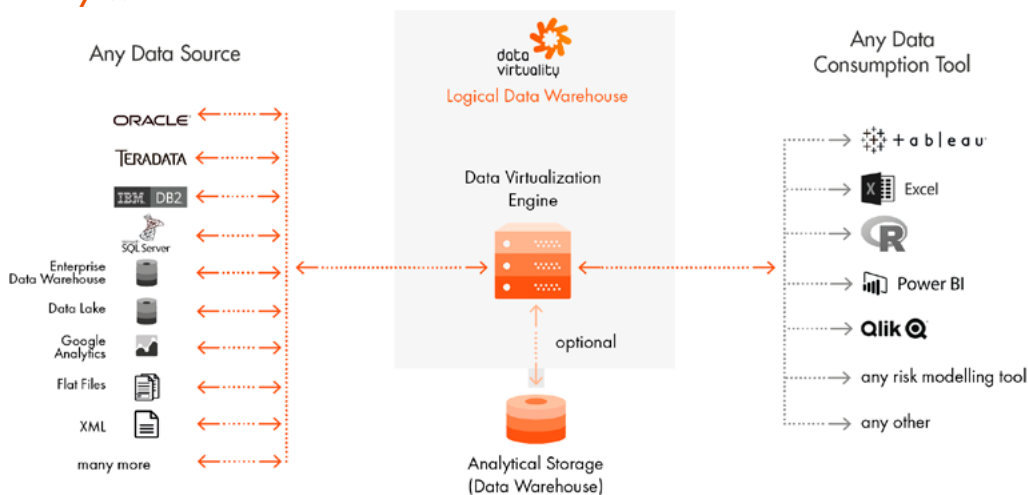 Any Data Source
ORACLE
TERADATA
IBM DB2
Microsoft
SQL Server
Enterprise
Data Warehouse
Data Lake
Google
Analytics
Flat Files
XML
many more
data
virtuality
Logical Data Warehouse
Data Virtualization
Engine
optional
Analytical Storage
(Data Warehouse)
Any Data
Consumption Tool
+ a b l e a u
X Excel
R
Power BI
Qlik Q
any risk modelling tool
any other